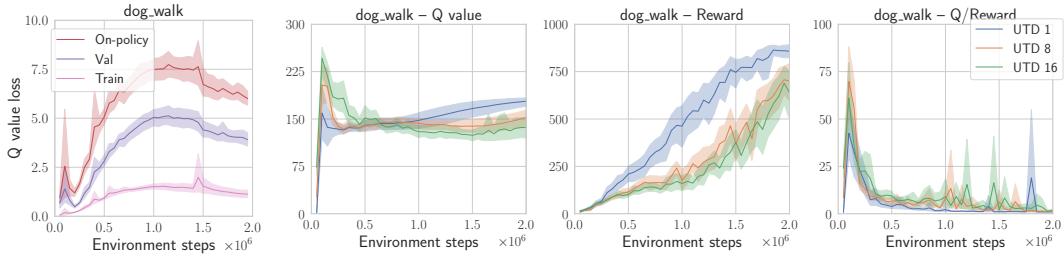 dog_walk
Q value loss
10.0
7.5
5.0
2.5
0.0
On-policy
Val
Train
0.0 0.5 1.0 1.5 2.0
Environment steps ×10⁶
dog_walk – Q value
300
225
150
75
0
0.5 1.0 1.5 2.0
Environment steps ×10⁶
dog_walk – Reward
1000
750
500
250
0
0.0 0.5 1.0 1.5 2.0
Environment steps ×10⁶
dog_walk – Q/Reward
100
75
50
25
0
UTD 1
UTD 8
UTD 16
0.0 0.5 1.0 1.5 2.0
Environment steps ×10⁶